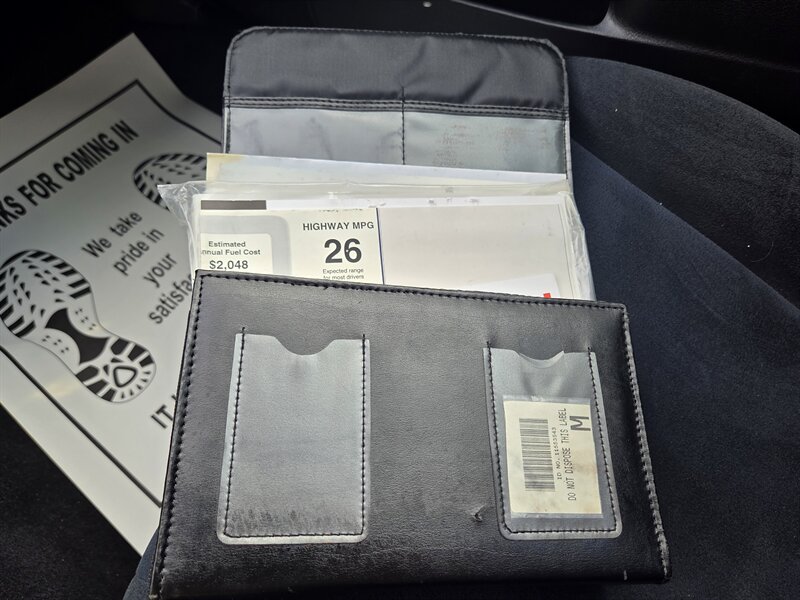 KS FOR COMING IN
We take
pride in
your
satisfa
IT
HIGHWAY MPG
26
Expected range
for most drivers
Estimated
nnual Fuel Cost
$2,048
M
DO NOT DISPOSE THIS LABEL